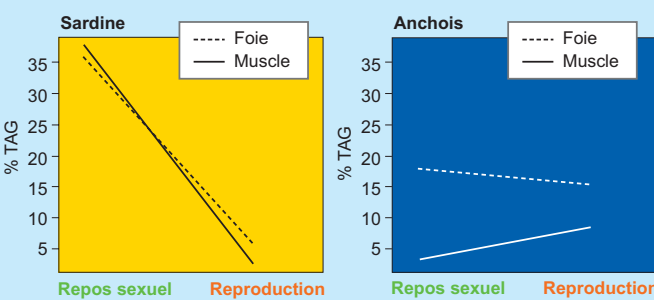 Sardine
Foie
Muscle
% TAG
35
30
25
20
15
10
5
Repos sexuel Reproduction
Anchois
Foie
Muscle
% TAG
35
30
25
20
15
10
5
Repos sexuel Reproduction